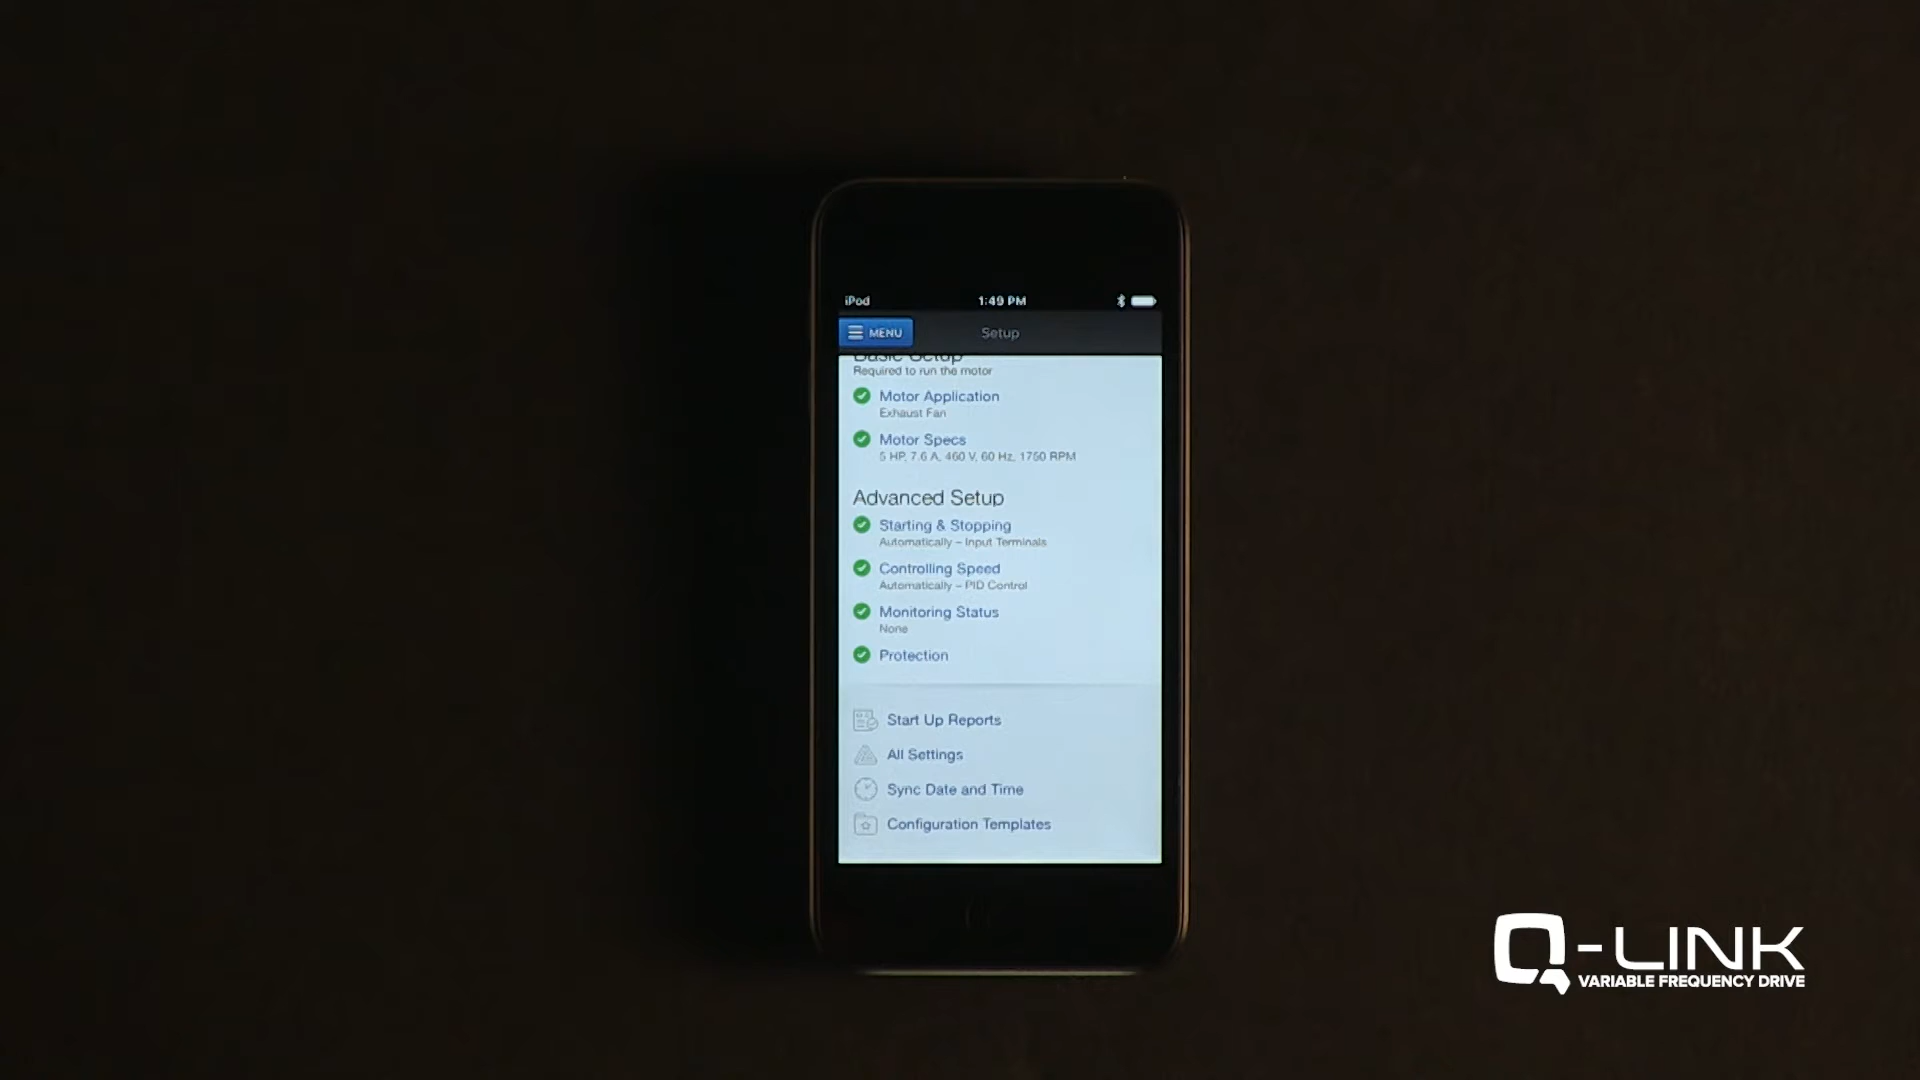 iPod 1:49 PM
MENU Setup
Basic Setup
Required to run the motor
Motor Application
Exhaust Fan
Motor Specs
5 HP, 7.6 A, 460 V, 60 Hz, 1750 RPM
Advanced Setup
Starting & Stopping
Automatically – Input Terminals
Controlling Speed
Automatically – PID Control
Monitoring Status
None
Protection
Start Up Reports
All Settings
Sync Date and Time
Configuration Templates
Q-LINK
VARIABLE FREQUENCY DRIVE